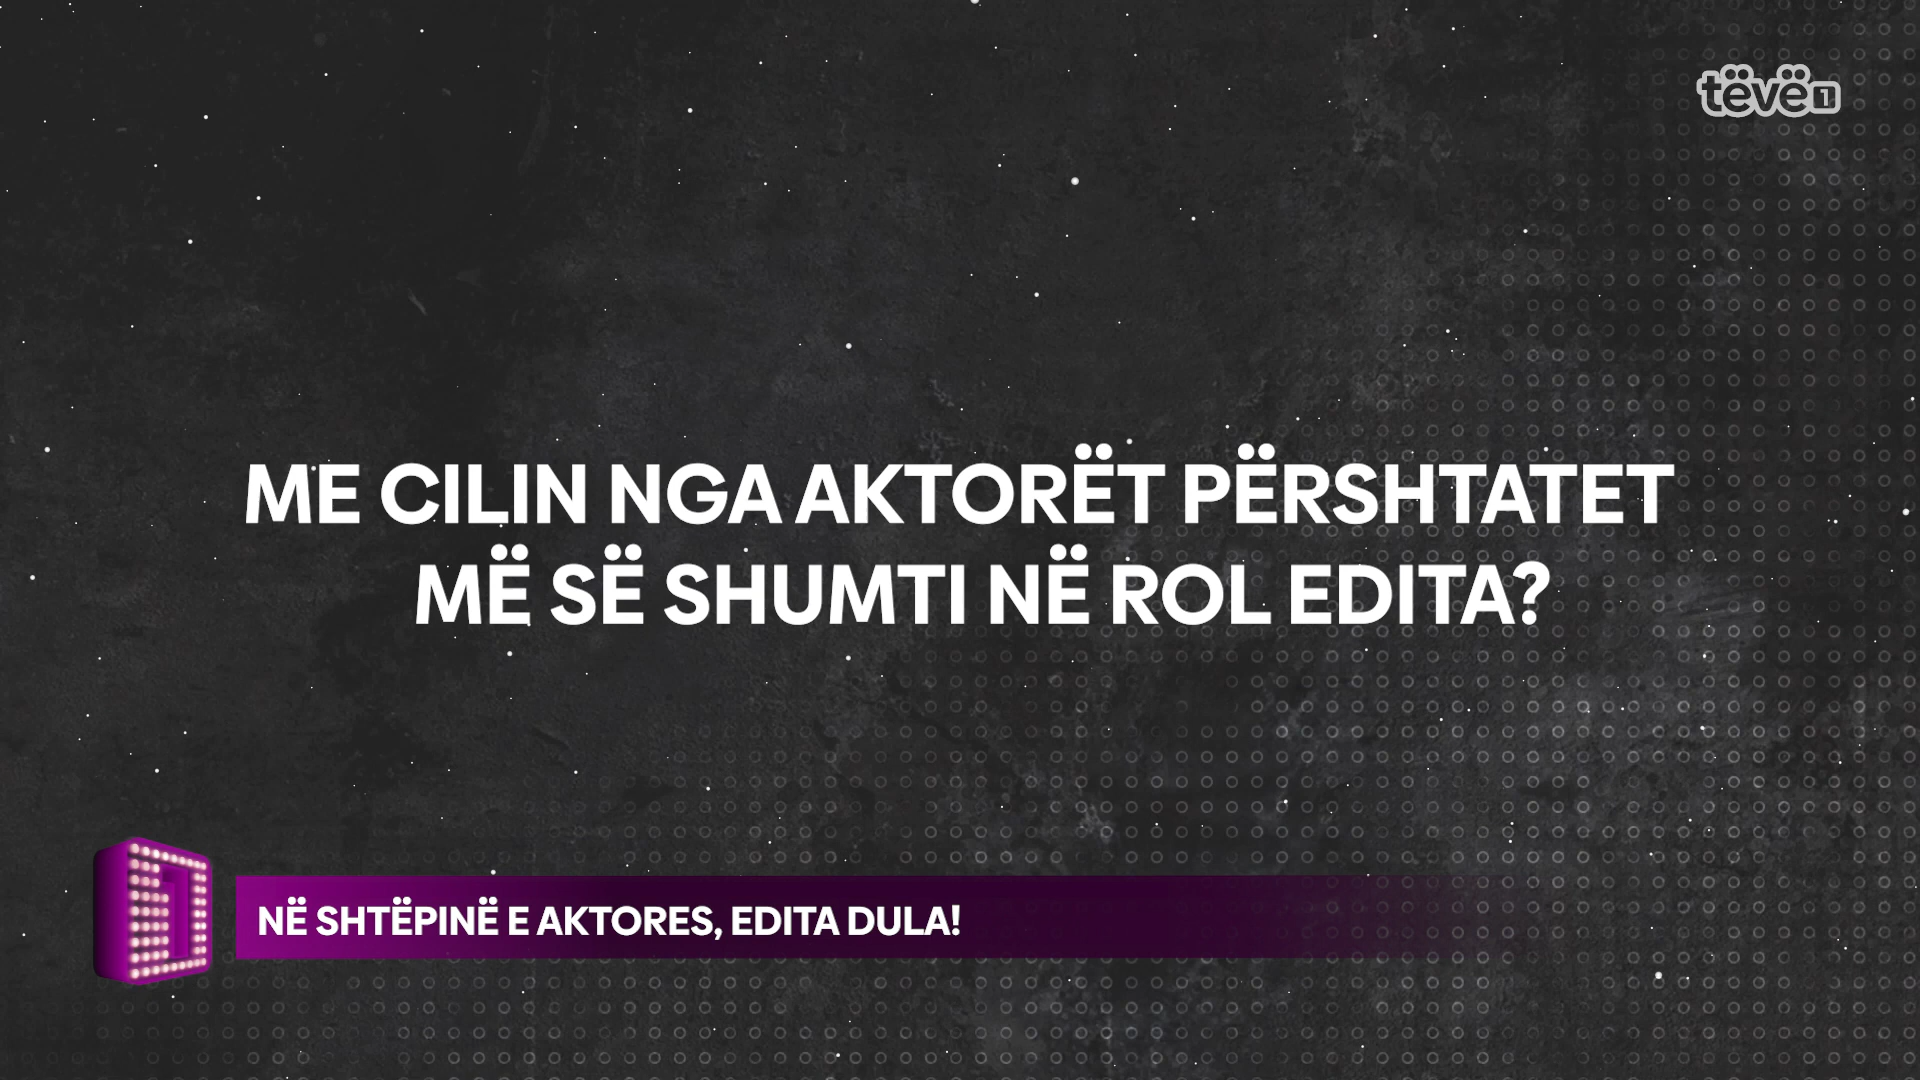 tëvë1
ME CILIN NGA AKTORËT PËRSHTATET
MË SË SHUMTI NË ROL EDITA?
NË SHTËPINË E AKTORES, EDITA DULA!